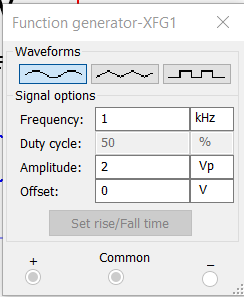 Function generator-XFG1
Waveforms
Signal options
Frequency: 1 kHz
Duty cycle: 50 %
Amplitude: 2 Vp
Offset: 0 V
Set rise/Fall time
+ Common −